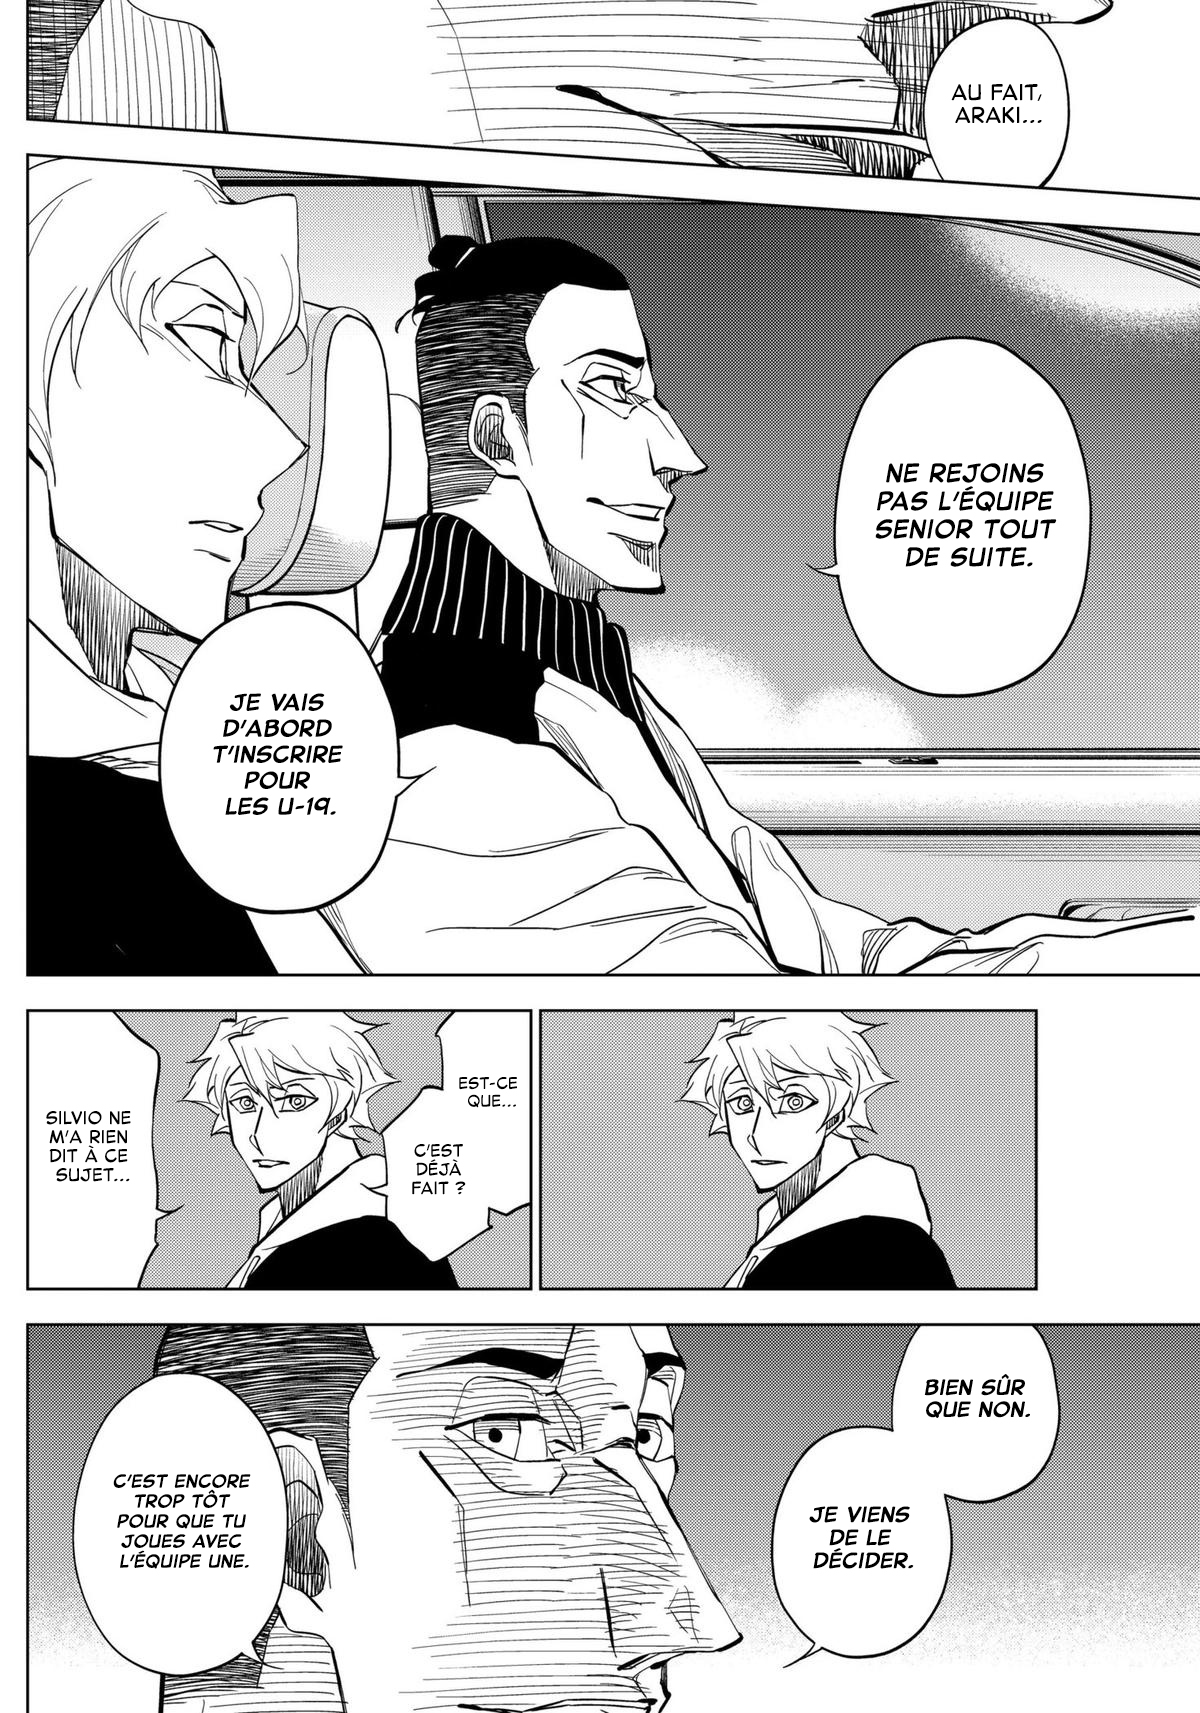 AU FAIT,
ARAKI...
NE REJOINS
PAS L'ÉQUIPE
SENIOR TOUT
DE SUITE.
JE VAIS
D'ABORD
T'INSCRIRE
POUR
LES U-19.
EST-CE
QUE...
C'EST
DÉJÀ
FAIT ?
SILVIO NE
M'A RIEN
DIT À CE
SUJET...
BIEN SÛR
QUE NON.
JE VIENS
DE LE
DÉCIDER.
C'EST ENCORE
TROP TÔT
POUR QUE TU
JOUES AVEC
L'ÉQUIPE UNE.